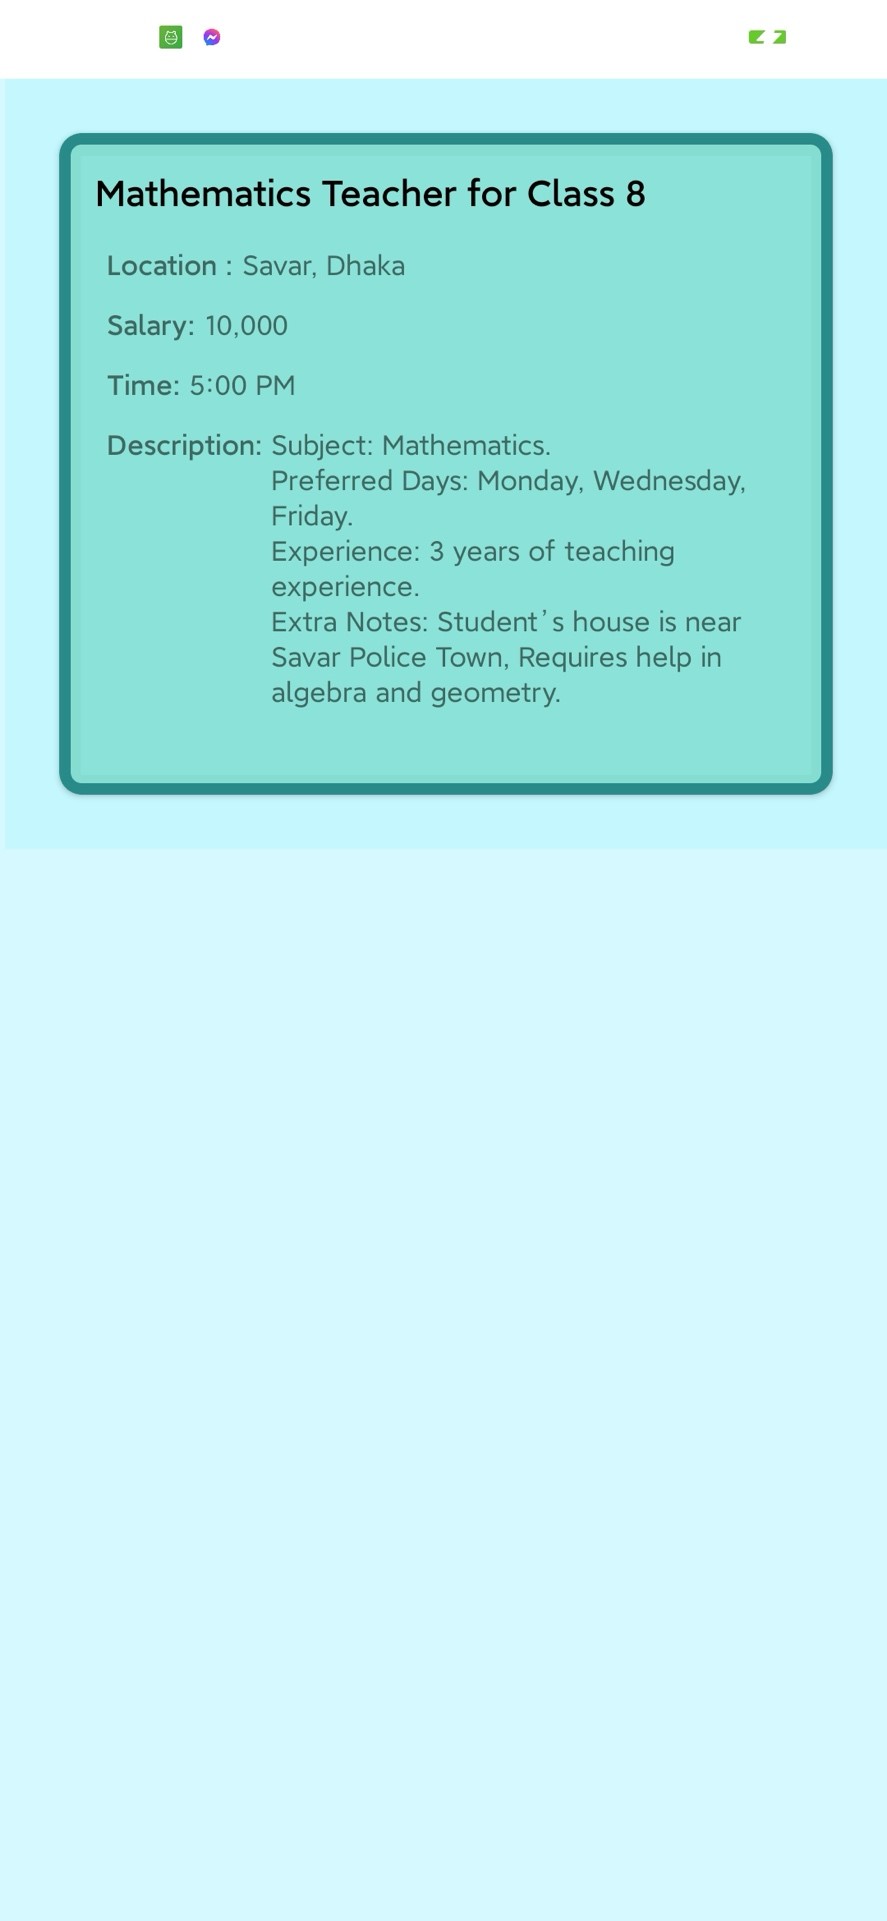 Mathematics Teacher for Class 8
Location : Savar, Dhaka
Salary: 10,000
Time: 5:00 PM
Description: Subject: Mathematics.
Preferred Days: Monday, Wednesday,
Friday.
Experience: 3 years of teaching
experience.
Extra Notes: Student’s house is near
Savar Police Town, Requires help in
algebra and geometry.